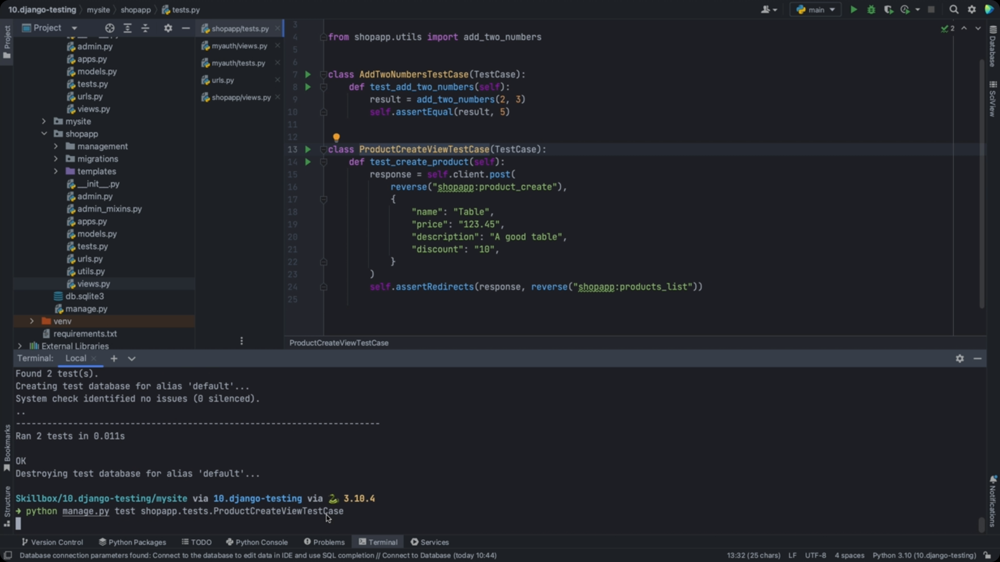 10.django-testing
mysite
shopapp
tests.py
main
Project
Project
admin.py
apps.py
models.py
tests.py
urls.py
views.py
mysite
shopapp
management
migrations
templates
__init__.py
admin.py
admin_mixins.py
apps.py
models.py
tests.py
urls.py
utils.py
views.py
db.sqlite3
manage.py
venv
requirements.txt
External Libraries
shopapp/tests.py
myauth/views.py
myauth/tests.py
urls.py
shopapp/views.py
2
3
4 from shopapp.utils import add_two_numbers
5
6
7 class AddTwoNumbersTestCase(TestCase):
8 def test_add_two_numbers(self):
9 result = add_two_numbers(2, 3)
10 self.assertEqual(result, 5)
11
12
13 class ProductCreateViewTestCase(TestCase):
14 def test_create_product(self):
15 response = self.client.post(
16 reverse("shopapp:product_create"),
17 {
18 "name": "Table",
19 "price": "123.45",
20 "description": "A good table",
21 "discount": "10",
22 }
23 )
24 self.assertRedirects(response, reverse("shopapp:products_list"))
25
ProductCreateViewTestCase
Database
SciView
Notifications
Bookmarks
Structure
Terminal: Local
Found 2 test(s).
Creating test database for alias 'default'...
System check identified no issues (0 silenced).
..
----------------------------------------------------------------------
Ran 2 tests in 0.011s
OK
Destroying test database for alias 'default'...
Skillbox/10.django-testing/mysite via 10.django-testing via 3.10.4
➜ python manage.py test shopapp.tests.ProductCreateViewTestCase
Version Control
Python Packages
TODO
Python Console
Problems
Terminal
Services
Database connection parameters found: Connect to the database to edit data in IDE and use SQL completion // Connect to Database (today 10:44)
13:32 (25 chars)
LF
UTF-8
4 spaces
Python 3.10 (10.django-testing)